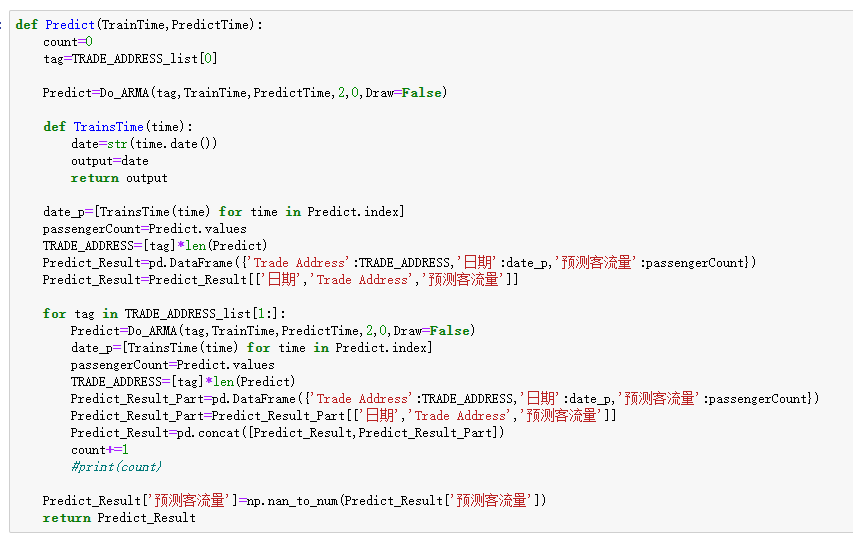 def Predict(TrainTime,PredictTime):
    count=0
    tag=TRADE_ADDRESS_list[0]
    Predict=Do_ARMA(tag,TrainTime,PredictTime,2,0,Draw=False)
    def TrainsTime(time):
        date=str(time.date())
        output=date
        return output
    date_p=[TrainsTime(time) for time in Predict.index]
    passengerCount=Predict.values
    TRADE_ADDRESS=[tag]*len(Predict)
    Predict_Result=pd.DataFrame({'Trade Address':TRADE_ADDRESS,'日期':date_p,'预测客流量':passengerCount})
    Predict_Result=Predict_Result[['日期','Trade Address','预测客流量']]
    for tag in TRADE_ADDRESS_list[1:]:
        Predict=Do_ARMA(tag,TrainTime,PredictTime,2,0,Draw=False)
        date_p=[TrainsTime(time) for time in Predict.index]
        passengerCount=Predict.values
        TRADE_ADDRESS=[tag]*len(Predict)
        Predict_Result_Part=pd.DataFrame({'Trade Address':TRADE_ADDRESS,'日期':date_p,'预测客流量':passengerCount})
        Predict_Result_Part=Predict_Result_Part[['日期','Trade Address','预测客流量']]
        Predict_Result=pd.concat([Predict_Result,Predict_Result_Part])
        count+=1
        #print(count)
    Predict_Result['预测客流量']=np.nan_to_num(Predict_Result['预测客流量'])
    return Predict_Result